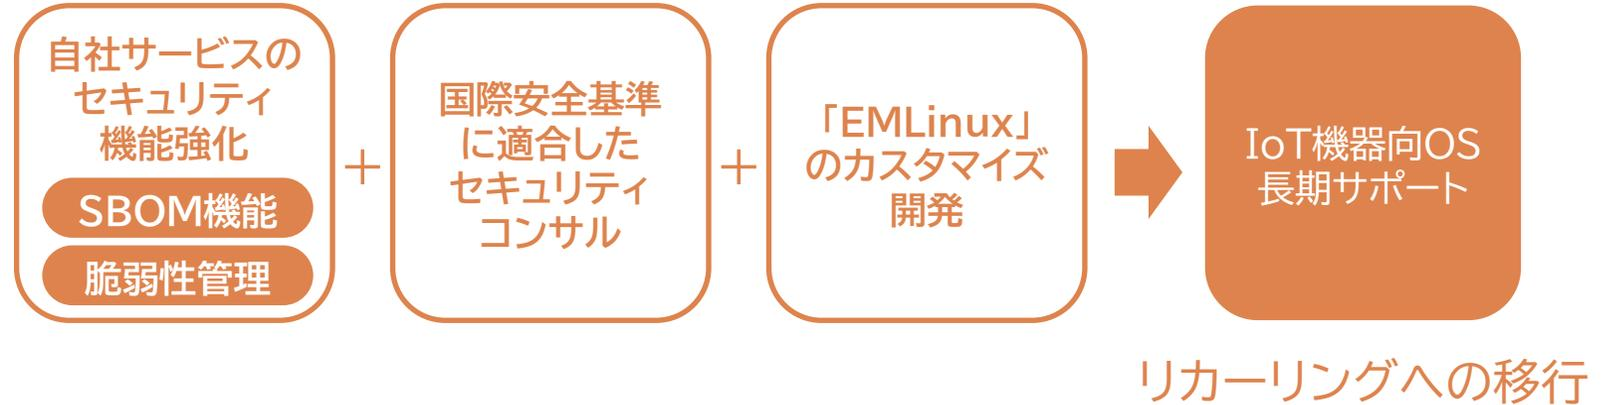 自社サービスの
セキュリティ
機能強化
SBOM機能
脆弱性管理
+
国際安全基準
に適合した
セキュリティ
コンサル
+
「EMLinux」
のカスタマイズ
開発
IoT機器向OS
長期サポート
リカーリングへの移行